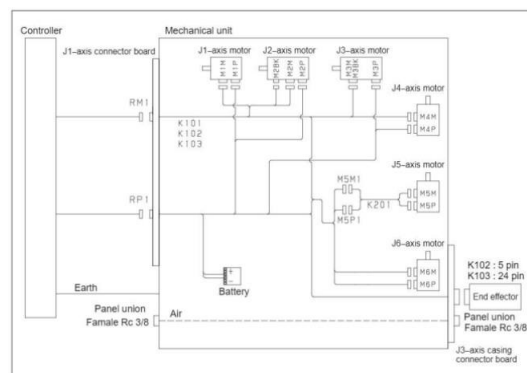 Controller
Mechanical unit
J1-axis connector board
J1-axis motor
J2-axis motor
J3-axis motor
M1M
M1P
M2BK
M2M
M2P
M3M
M3BK
M3P
J4-axis motor
RM1
M4M
M4P
K101
K102
K103
J5-axis motor
M5M1
K201
M5M
M5P
M5P1
RP1
J6-axis motor
M6M
M6P
Battery
K102 : 5 pin
K103 : 24 pin
End effector
Earth
Panel union
Famale Rc 3/8
Air
Panel union
Famale Rc 3/8
J3-axis casing
connector board